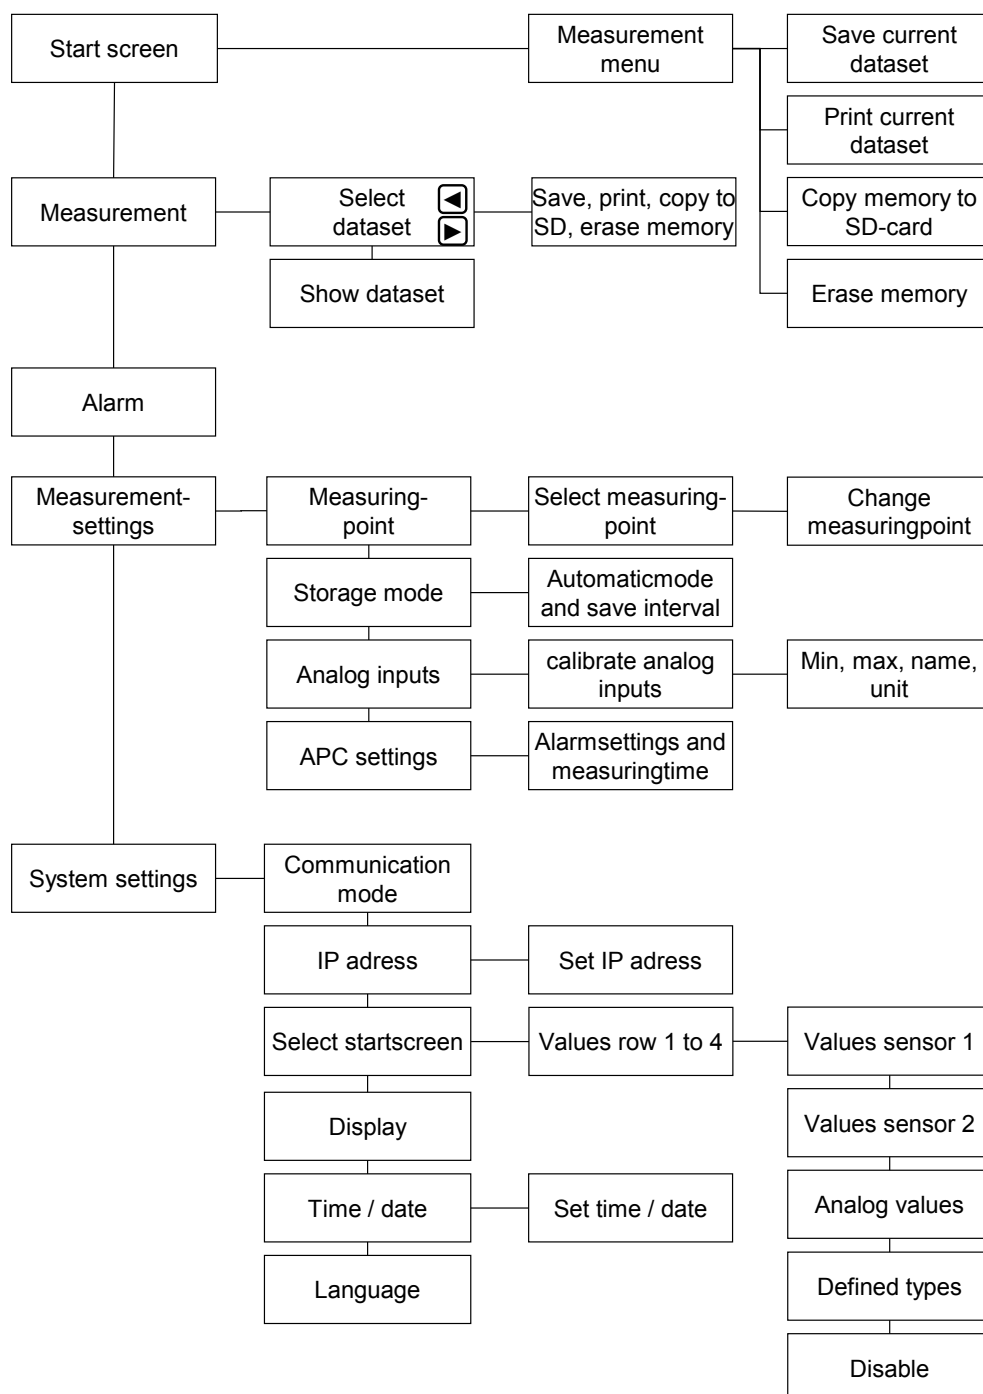 Start screen
Measurement
menu
Save current
dataset
Print current
dataset
Measurement
Select
dataset
Save, print, copy to
SD, erase memory
Copy memory to
SD-card
Show dataset
Erase memory
Alarm
Measurement-
settings
Measuring-
point
Select measuring-
point
Change
measuringpoint
Storage mode
Automaticmode
and save interval
Analog inputs
calibrate analog
inputs
Min, max, name,
unit
APC settings
Alarmsettings and
measuringtime
System settings
Communication
mode
IP adress
Set IP adress
Select startscreen
Values row 1 to 4
Values sensor 1
Display
Values sensor 2
Time / date
Set time / date
Analog values
Language
Defined types
Disable